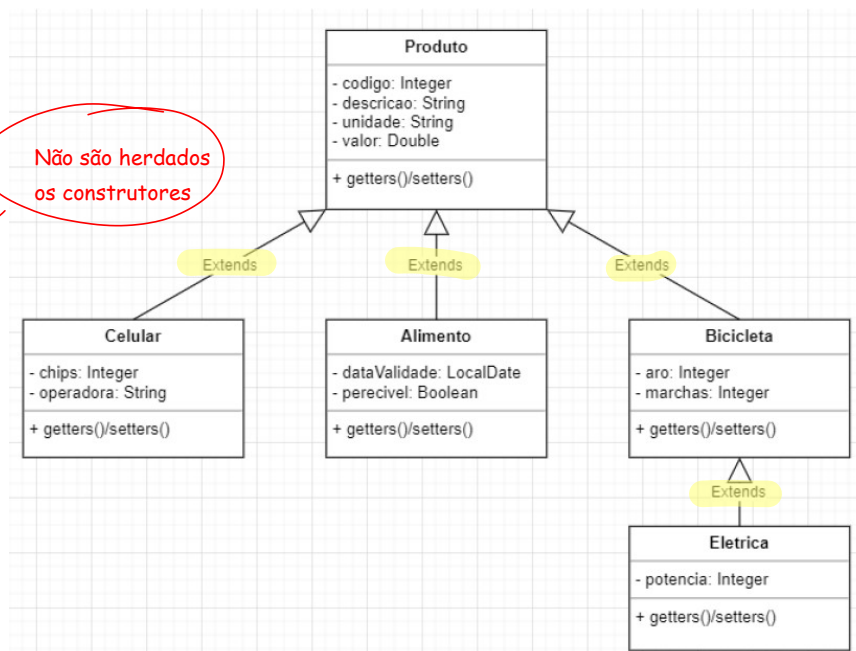 Produto
- codigo: Integer
- descricao: String
- unidade: String
- valor: Double
+ getters()/setters()
Não são herdados
os construtores
Extends
Extends
Extends
Celular
- chips: Integer
- operadora: String
+ getters()/setters()
Alimento
- dataValidade: LocalDate
- perecivel: Boolean
+ getters()/setters()
Bicicleta
- aro: Integer
- marchas: Integer
+ getters()/setters()
Extends
Eletrica
- potencia: Integer
+ getters()/setters()